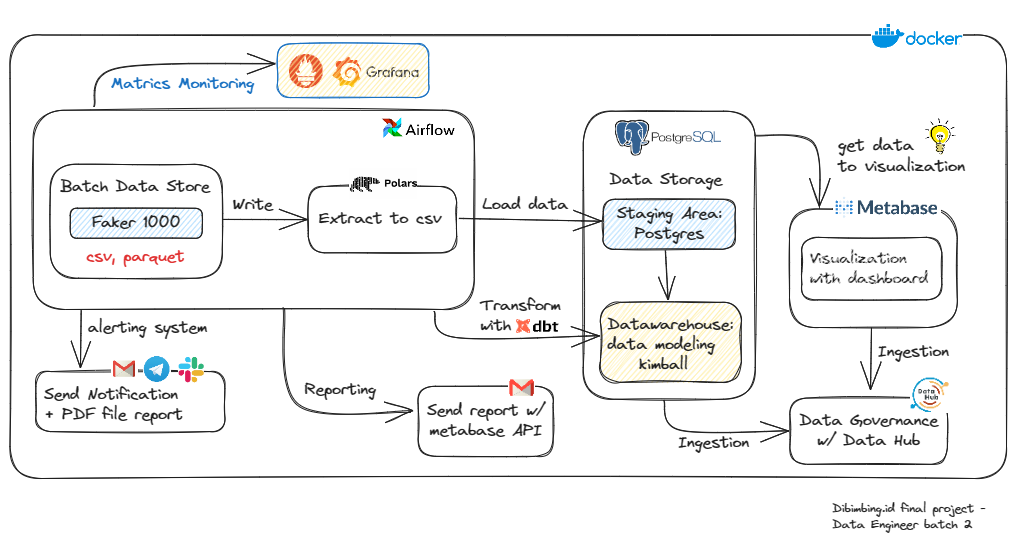 docker
Grafana
Matrics Monitoring
Airflow
PostgreSQL
get data
to visualization
Batch Data Store
Faker 1000
csv, parquet
Write
Polars
Extract to csv
Load data
Data Storage
Staging Area:
Postgres
Metabase
Visualization
with dashboard
Transform
with dbt
Datawarehouse:
data modeling
kimball
alerting system
Send Notification
+ PDF file report
Reporting
Send report w/
metabase API
Ingestion
Ingestion
Data
Hub
Data Governance
w/ Data Hub
Dibimbing.id final project -
Data Engineer batch 2